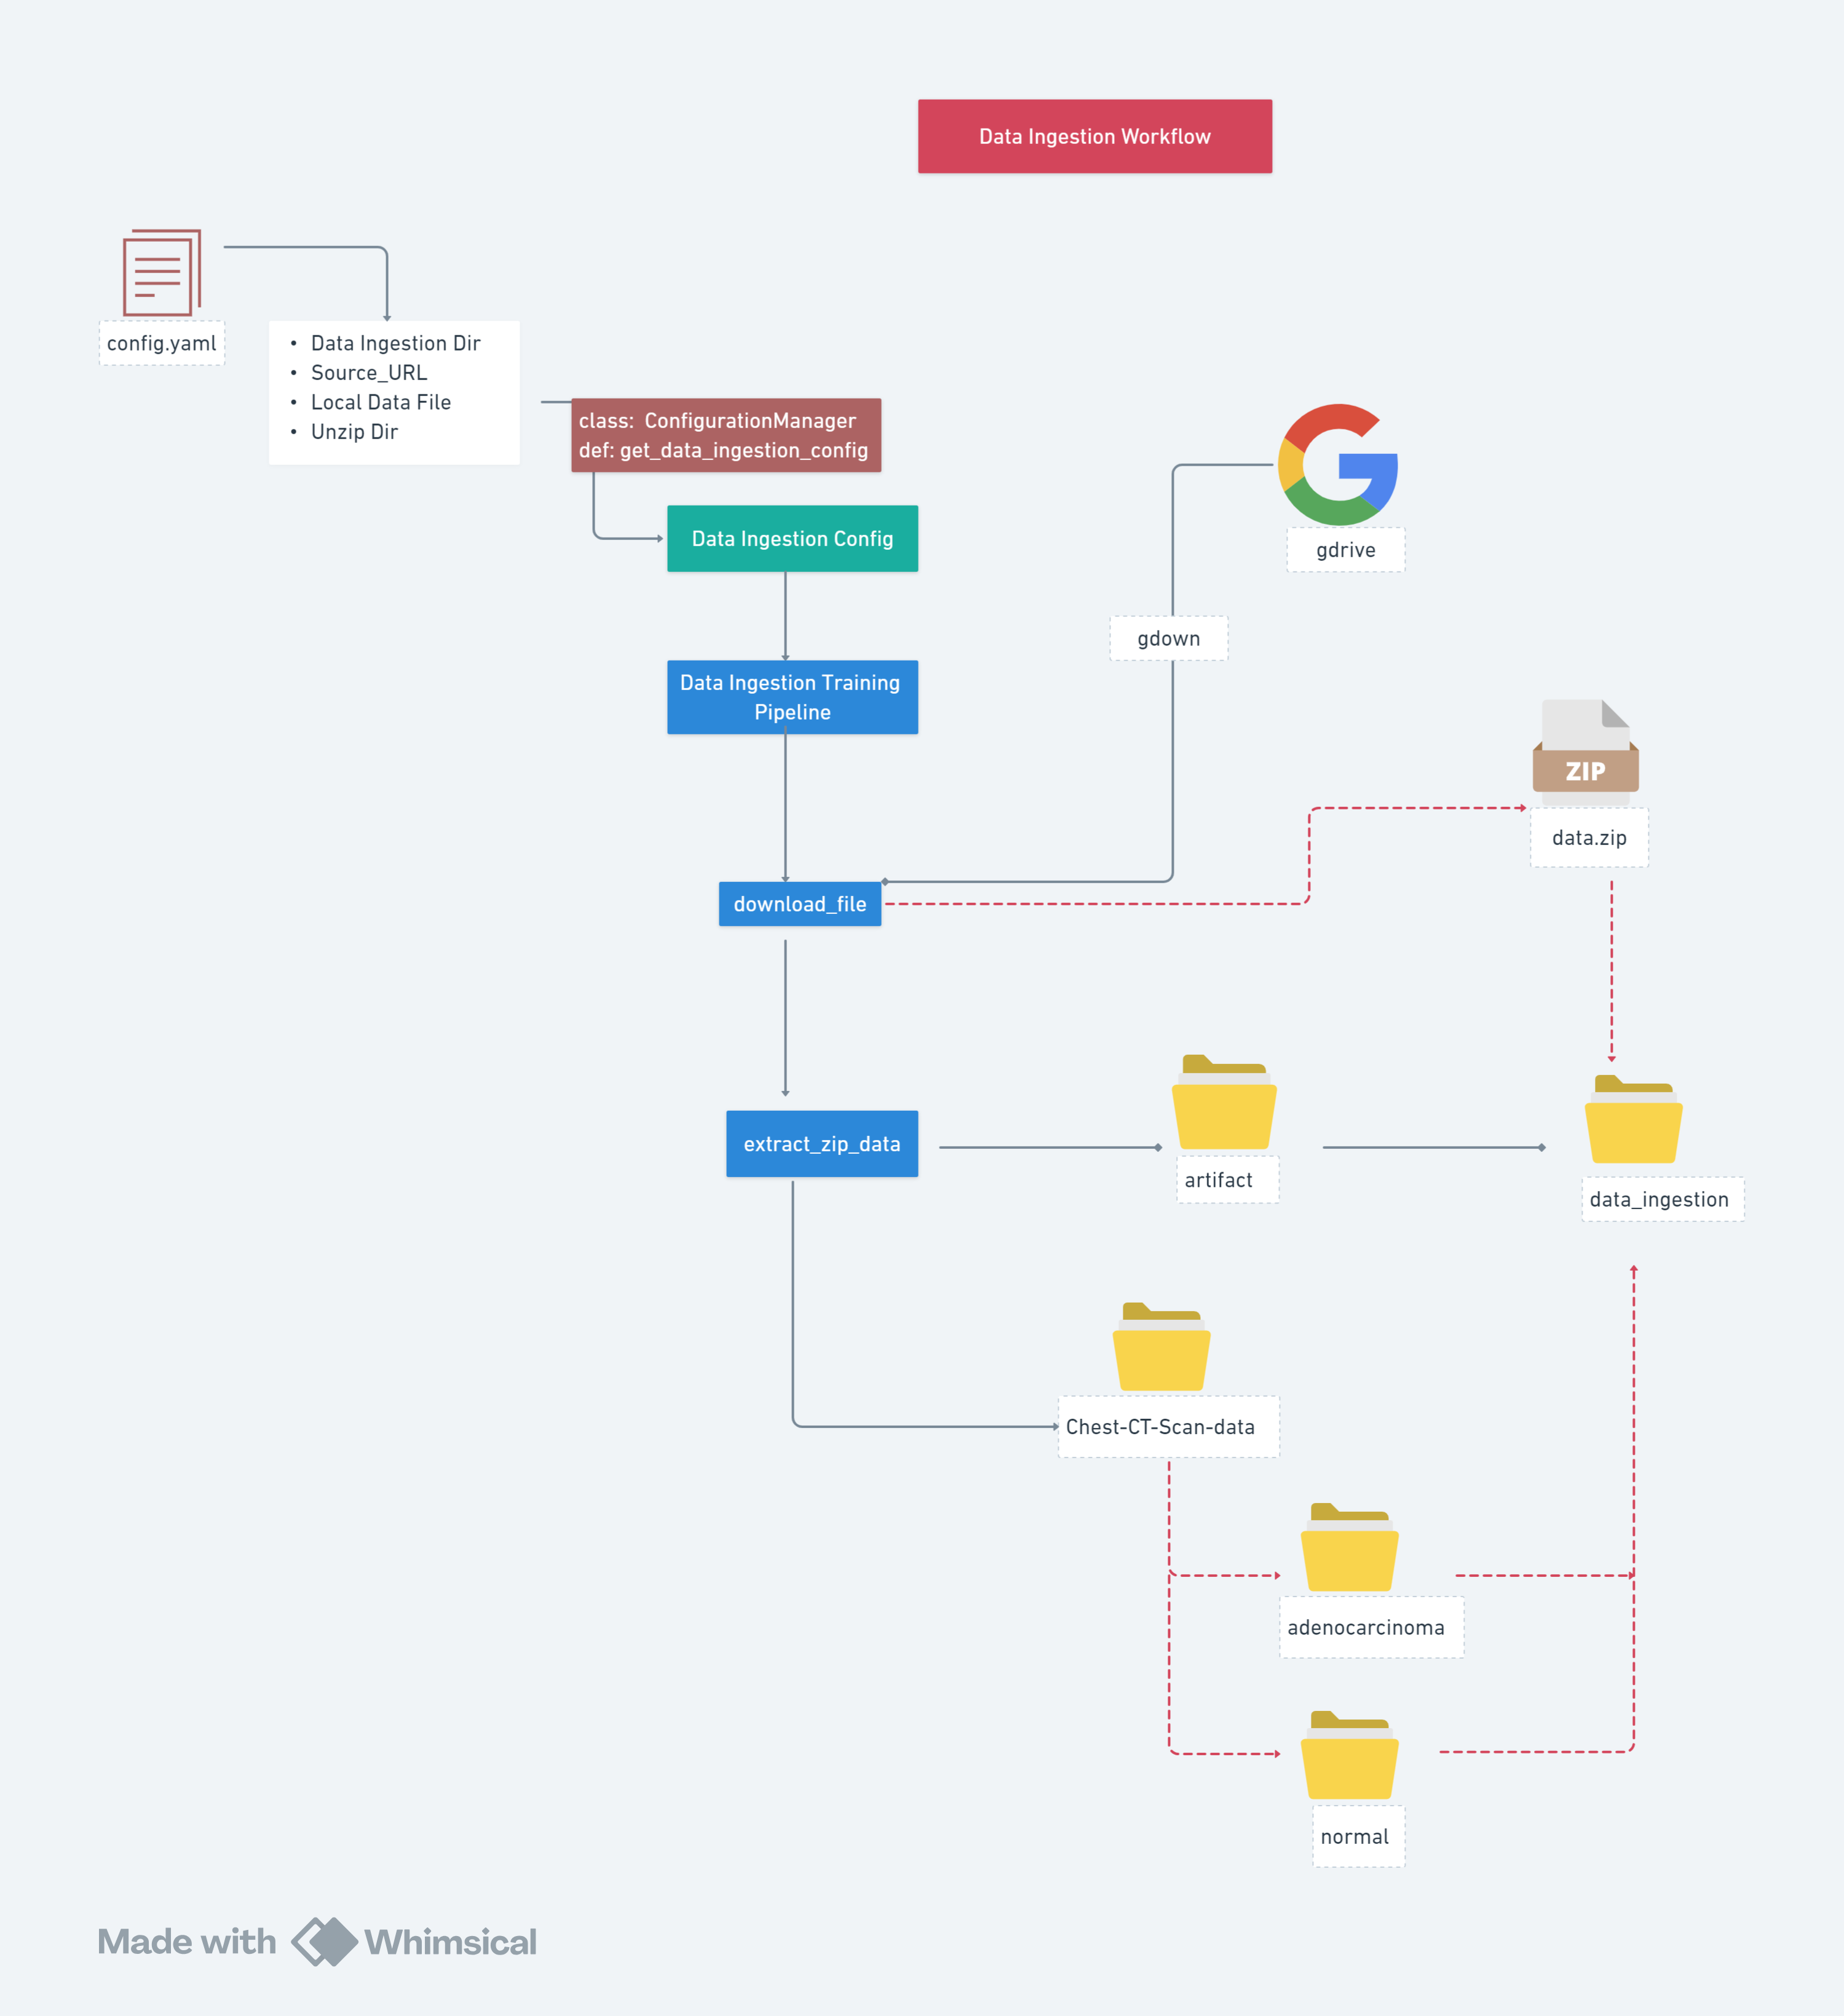 Data Ingestion Workflow
config.yaml
• Data Ingestion Dir
• Source_URL
• Local Data File
• Unzip Dir
class:  ConfigurationManager
def: get_data_ingestion_config
Data Ingestion Config
gdrive
gdown
Data Ingestion Training
Pipeline
ZIP
data.zip
download_file
extract_zip_data
artifact
data_ingestion
Chest-CT-Scan-data
adenocarcinoma
normal
Made with Whimsical